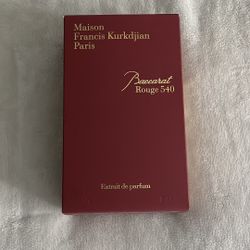 Maison
Francis Kurkdjian
Paris
Baccarat
Rouge 540
Extrait de parfum